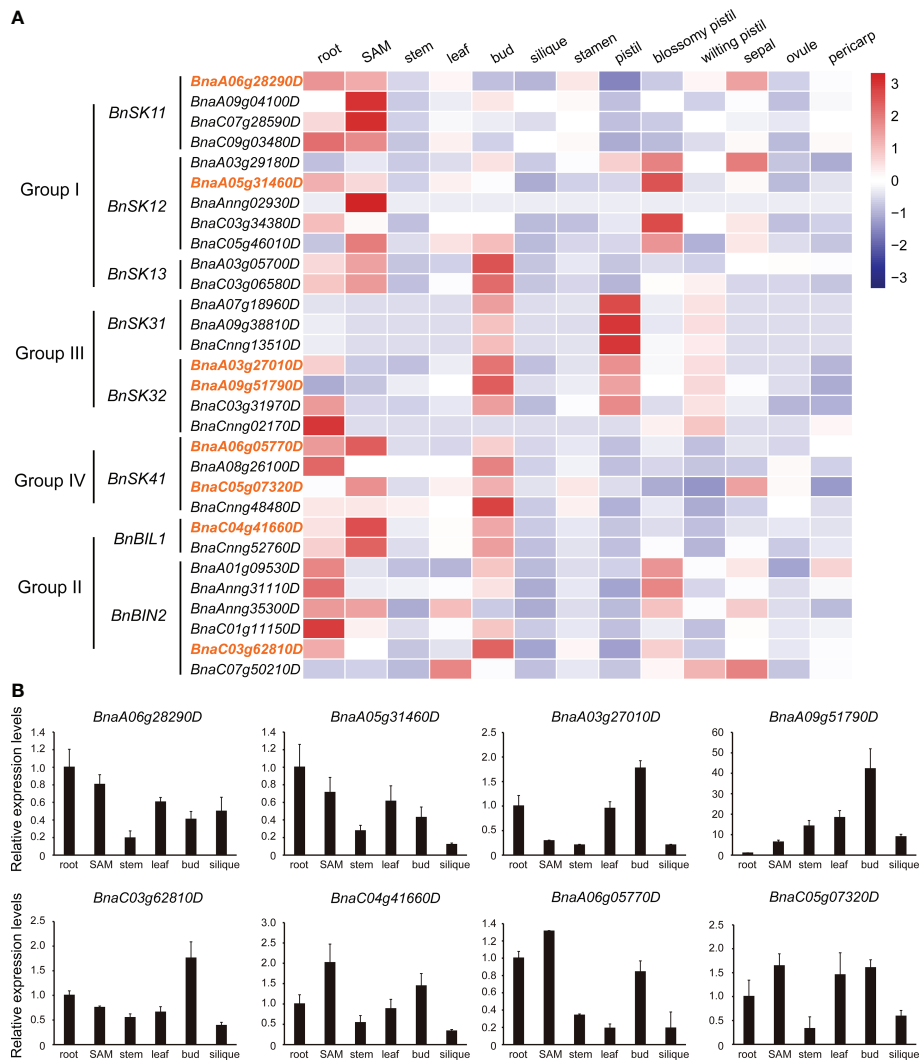 A
root SAM stem leaf bud silique stamen pistil blossomy pistil wilting pistil sepal ovule pericarp
Group I
BnSK11
BnaA06g28290D
BnaA09g04100D
BnaC07g28590D
BnaC09g03480D
BnSK12
BnaA03g29180D
BnaA05g31460D
BnaAnng02930D
BnaC03g34380D
BnaC05g46010D
BnSK13
BnaA03g05700D
BnaC03g06580D
Group III
BnSK31
BnaA07g18960D
BnaA09g38810D
BnaCnng13510D
BnSK32
BnaA03g27010D
BnaA09g51790D
BnaC03g31970D
BnaCnng02170D
Group IV
BnSK41
BnaA06g05770D
BnaA08g26100D
BnaC05g07320D
BnaCnng48480D
Group II
BnBIL1
BnaC04g41660D
BnaCnng52760D
BnBIN2
BnaA01g09530D
BnaAnng31110D
BnaAnng35300D
BnaC01g11150D
BnaC03g62810D
BnaC07g50210D
3
2
1
0
−1
−2
−3
B
Relative expression levels
BnaA06g28290D
1.4
1.2
1.0
0.8
0.6
0.4
0.2
0
root SAM stem leaf bud silique
BnaA05g31460D
1.4
1.2
1.0
0.8
0.6
0.4
0.2
0
root SAM stem leaf bud silique
BnaA03g27010D
2.5
2.0
1.5
1.0
0.5
0
root SAM stem leaf bud silique
BnaA09g51790D
60
50
40
30
20
10
0
root SAM stem leaf bud silique
Relative expression levels
BnaC03g62810D
2.5
2.0
1.5
1.0
0.5
0
root SAM stem leaf bud silique
BnaC04g41660D
3.0
2.5
2.0
1.5
1.0
0.5
0
root SAM stem leaf bud silique
BnaA06g05770D
1.4
1.2
1.0
0.8
0.6
0.4
0.2
0
root SAM stem leaf bud silique
BnaC05g07320D
2.5
2.0
1.5
1.0
0.5
0
root SAM stem leaf bud silique